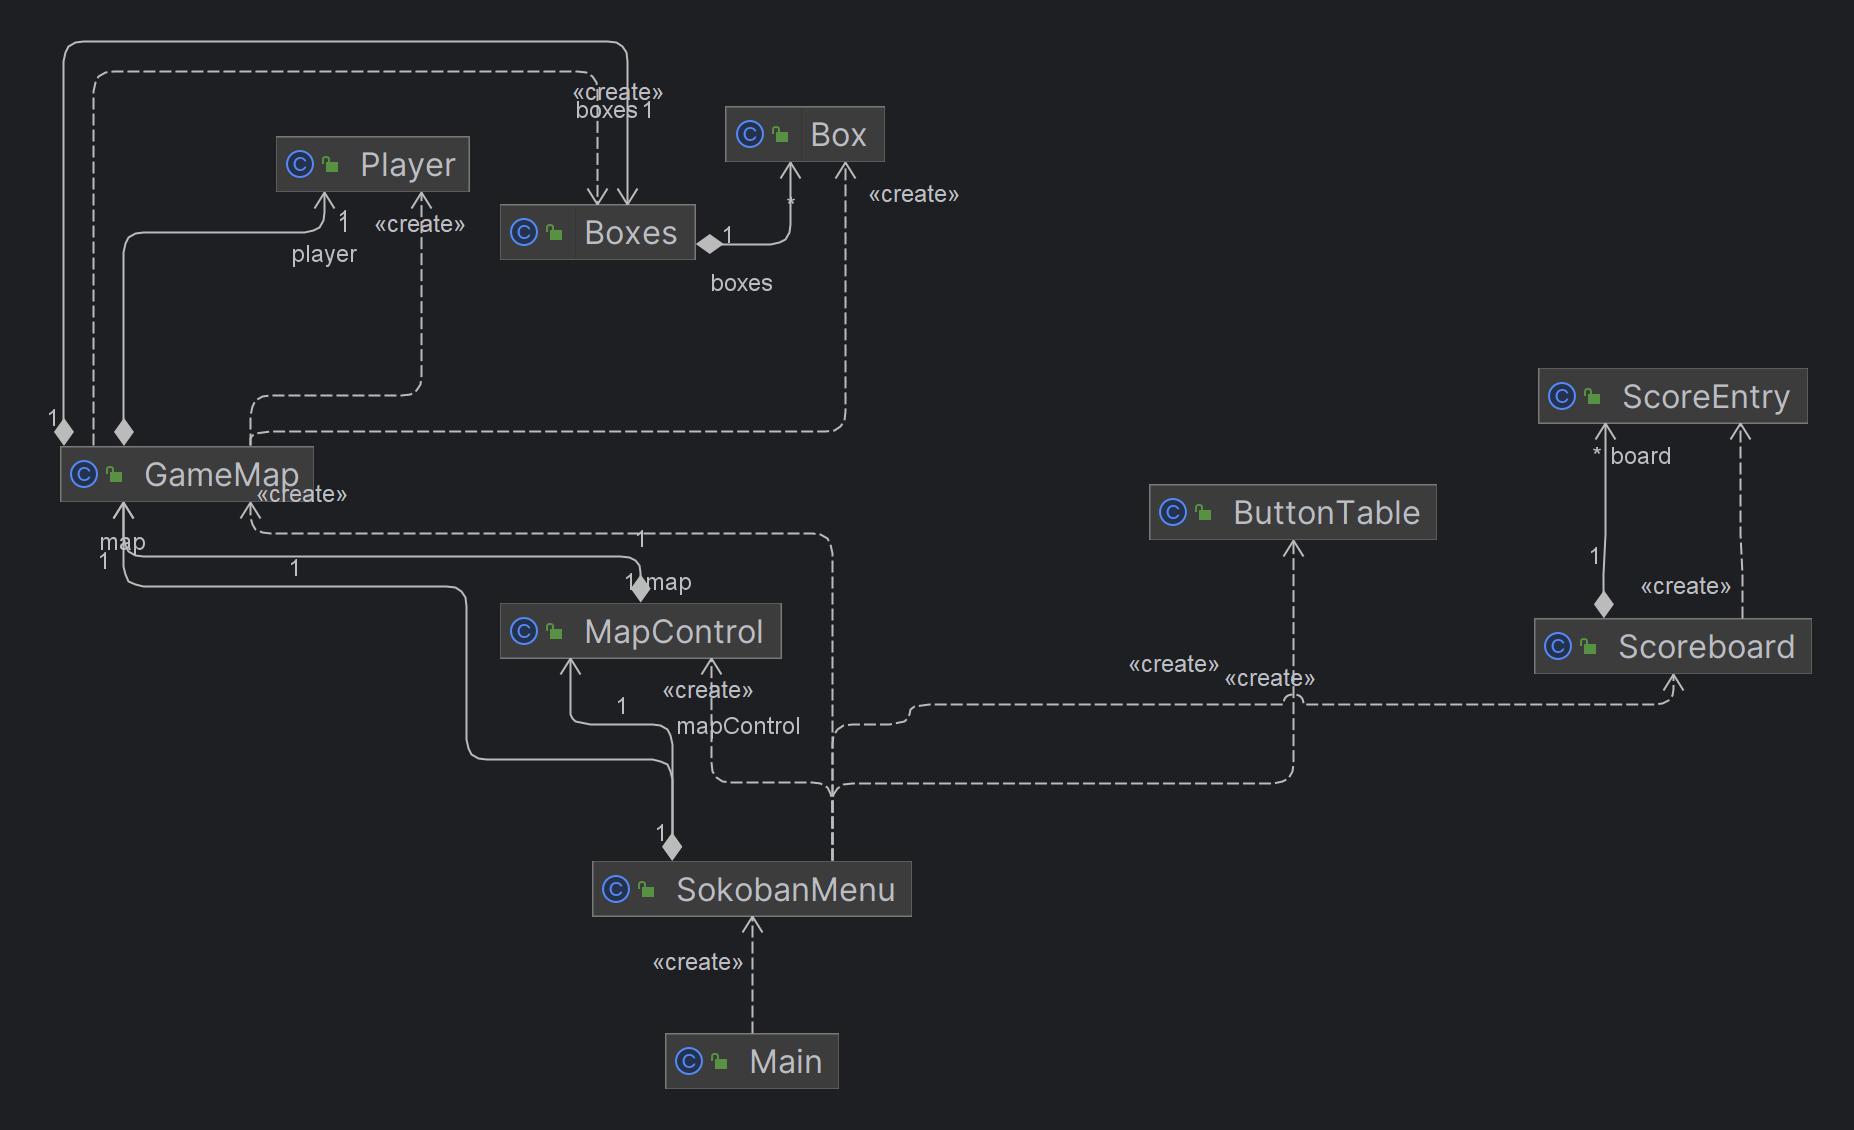 «create»
boxes 1
C Box
C Player
*
«create»
1
«create»
C Boxes
1
player
boxes
1
C ScoreEntry
* board
C GameMap
«create»
C ButtonTable
map
1
1
1
1
map
1
«create»
C MapControl
C Scoreboard
«create»
«create»
«create»
1
mapControl
1
C SokobanMenu
«create»
C Main